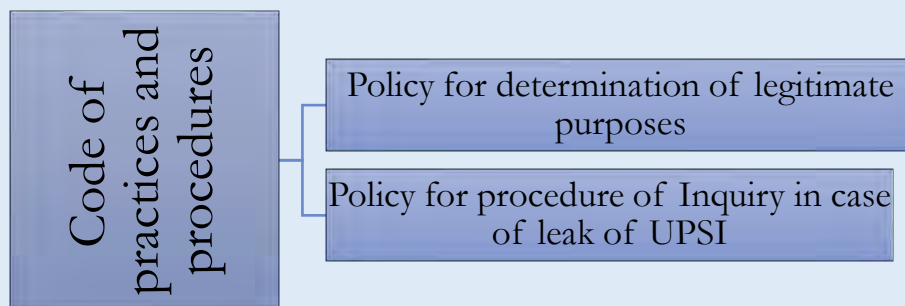 Code of
practices and
procedures
Policy for determination of legitimate
purposes
Policy for procedure of Inquiry in case
of leak of UPSI